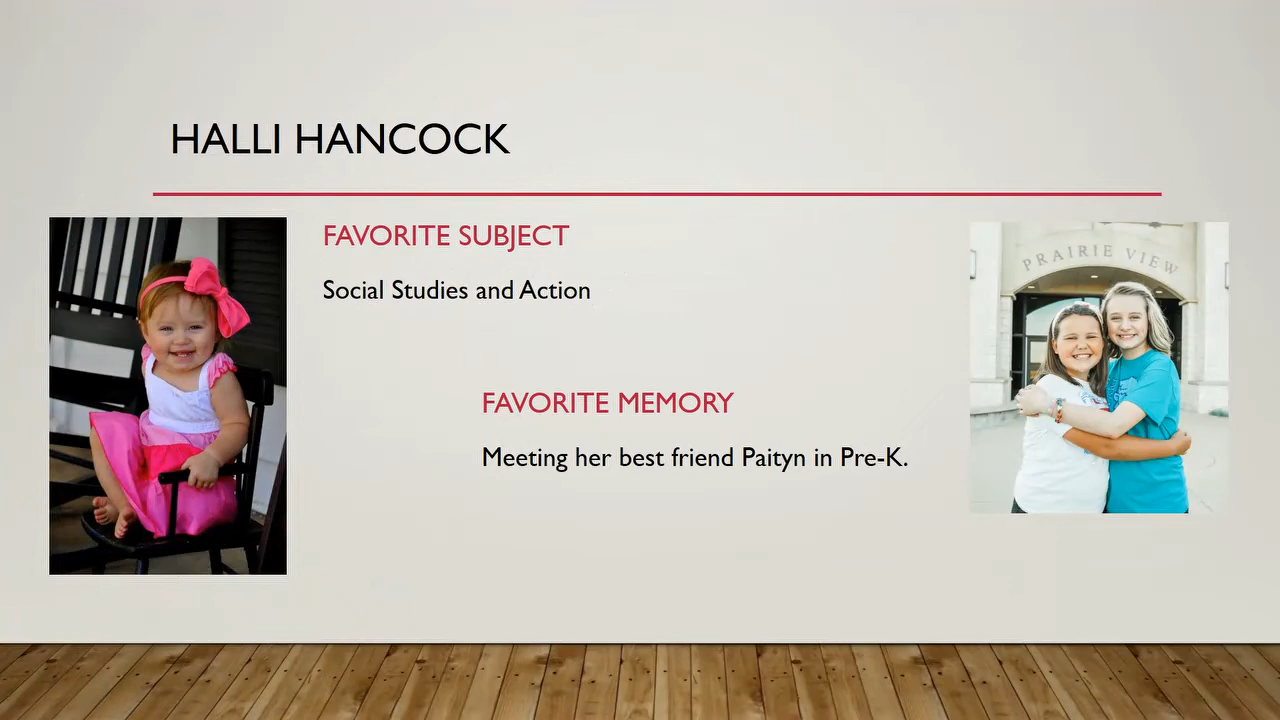 HALLI HANCOCK
FAVORITE SUBJECT
Social Studies and Action
FAVORITE MEMORY
Meeting her best friend Paityn in Pre-K.
PRAIRIE VIEW